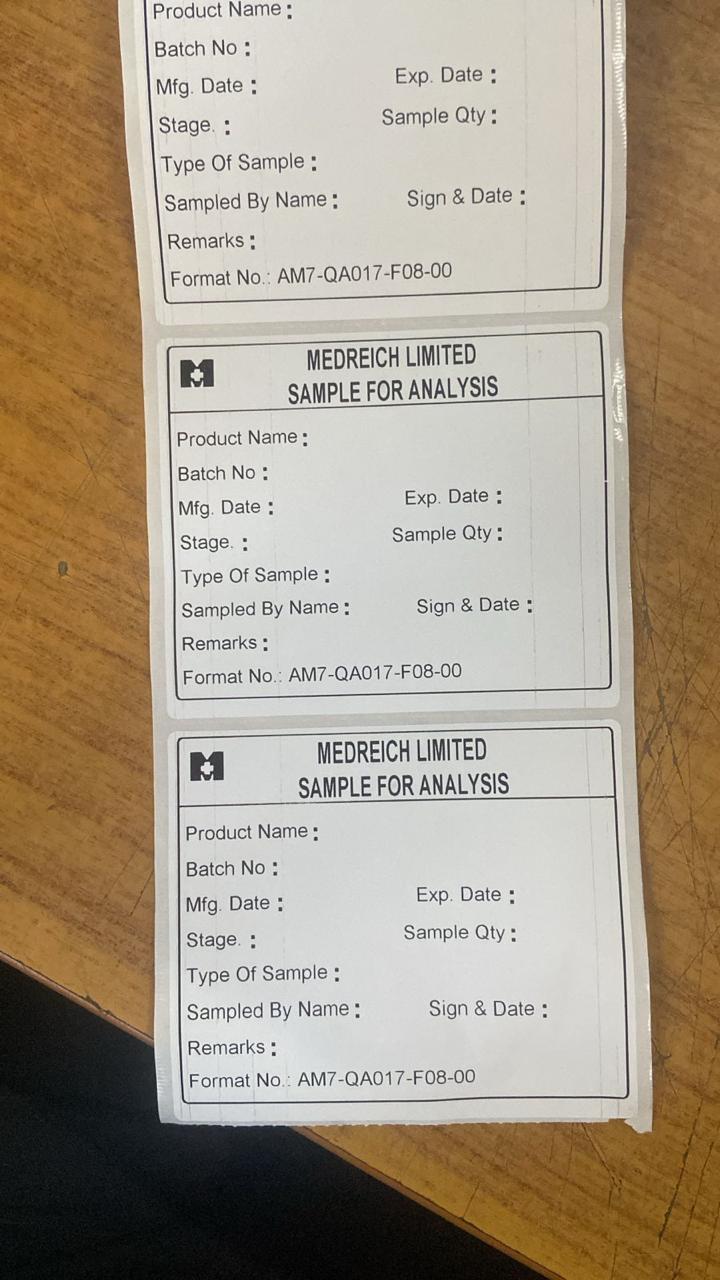 Product Name :
Batch No :
Mfg. Date : Exp. Date :
Stage. : Sample Qty :
Type Of Sample :
Sampled By Name : Sign & Date :
Remarks :
Format No.: AM7-QA017-F08-00
MEDREICH LIMITED
SAMPLE FOR ANALYSIS
Product Name :
Batch No :
Mfg. Date : Exp. Date :
Stage. : Sample Qty :
Type Of Sample :
Sampled By Name : Sign & Date :
Remarks :
Format No.: AM7-QA017-F08-00
MEDREICH LIMITED
SAMPLE FOR ANALYSIS
Product Name :
Batch No :
Mfg. Date : Exp. Date :
Stage. : Sample Qty :
Type Of Sample :
Sampled By Name : Sign & Date :
Remarks :
Format No.: AM7-QA017-F08-00